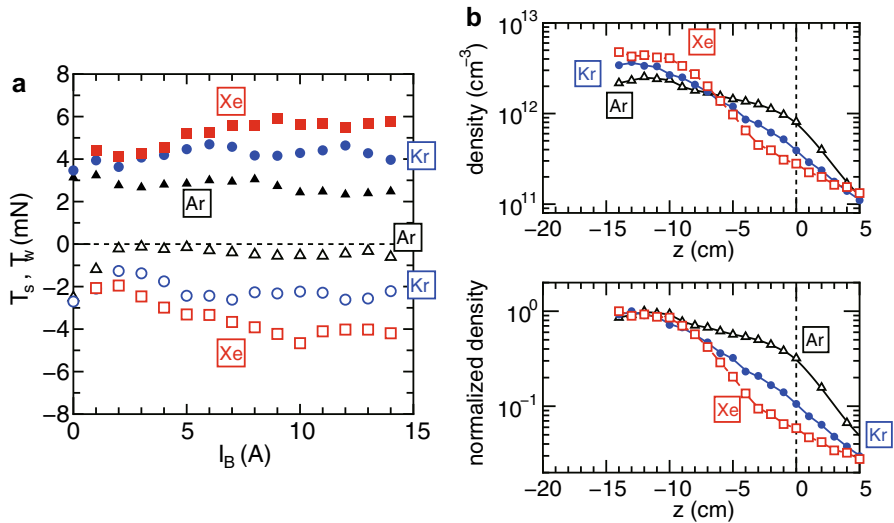 a
8
6
4
2
0
−2
−4
−6
−8
T_s , T_w (mN)
Xe
Kr
Ar
Ar
Kr
Xe
0
5
10
15
I_B (A)
b
10^13
10^12
10^11
density (cm^−3)
Xe
Kr
Ar
−20
−15
−10
−5
0
5
z (cm)
10^0
10^−1
normalized density
Ar
Xe
Kr
−20
−15
−10
−5
0
5
z (cm)